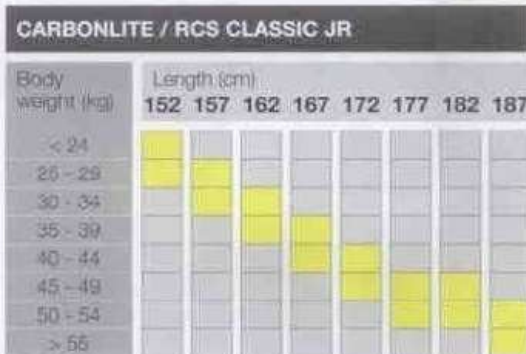 CARBONLITE / RCS CLASSIC JR
Body
weight (kg)
Length (cm)
152 157 162 167 172 177 182 187
< 24
25 - 29
30 - 34
35 - 39
40 - 44
45 - 49
50 - 54
> 55